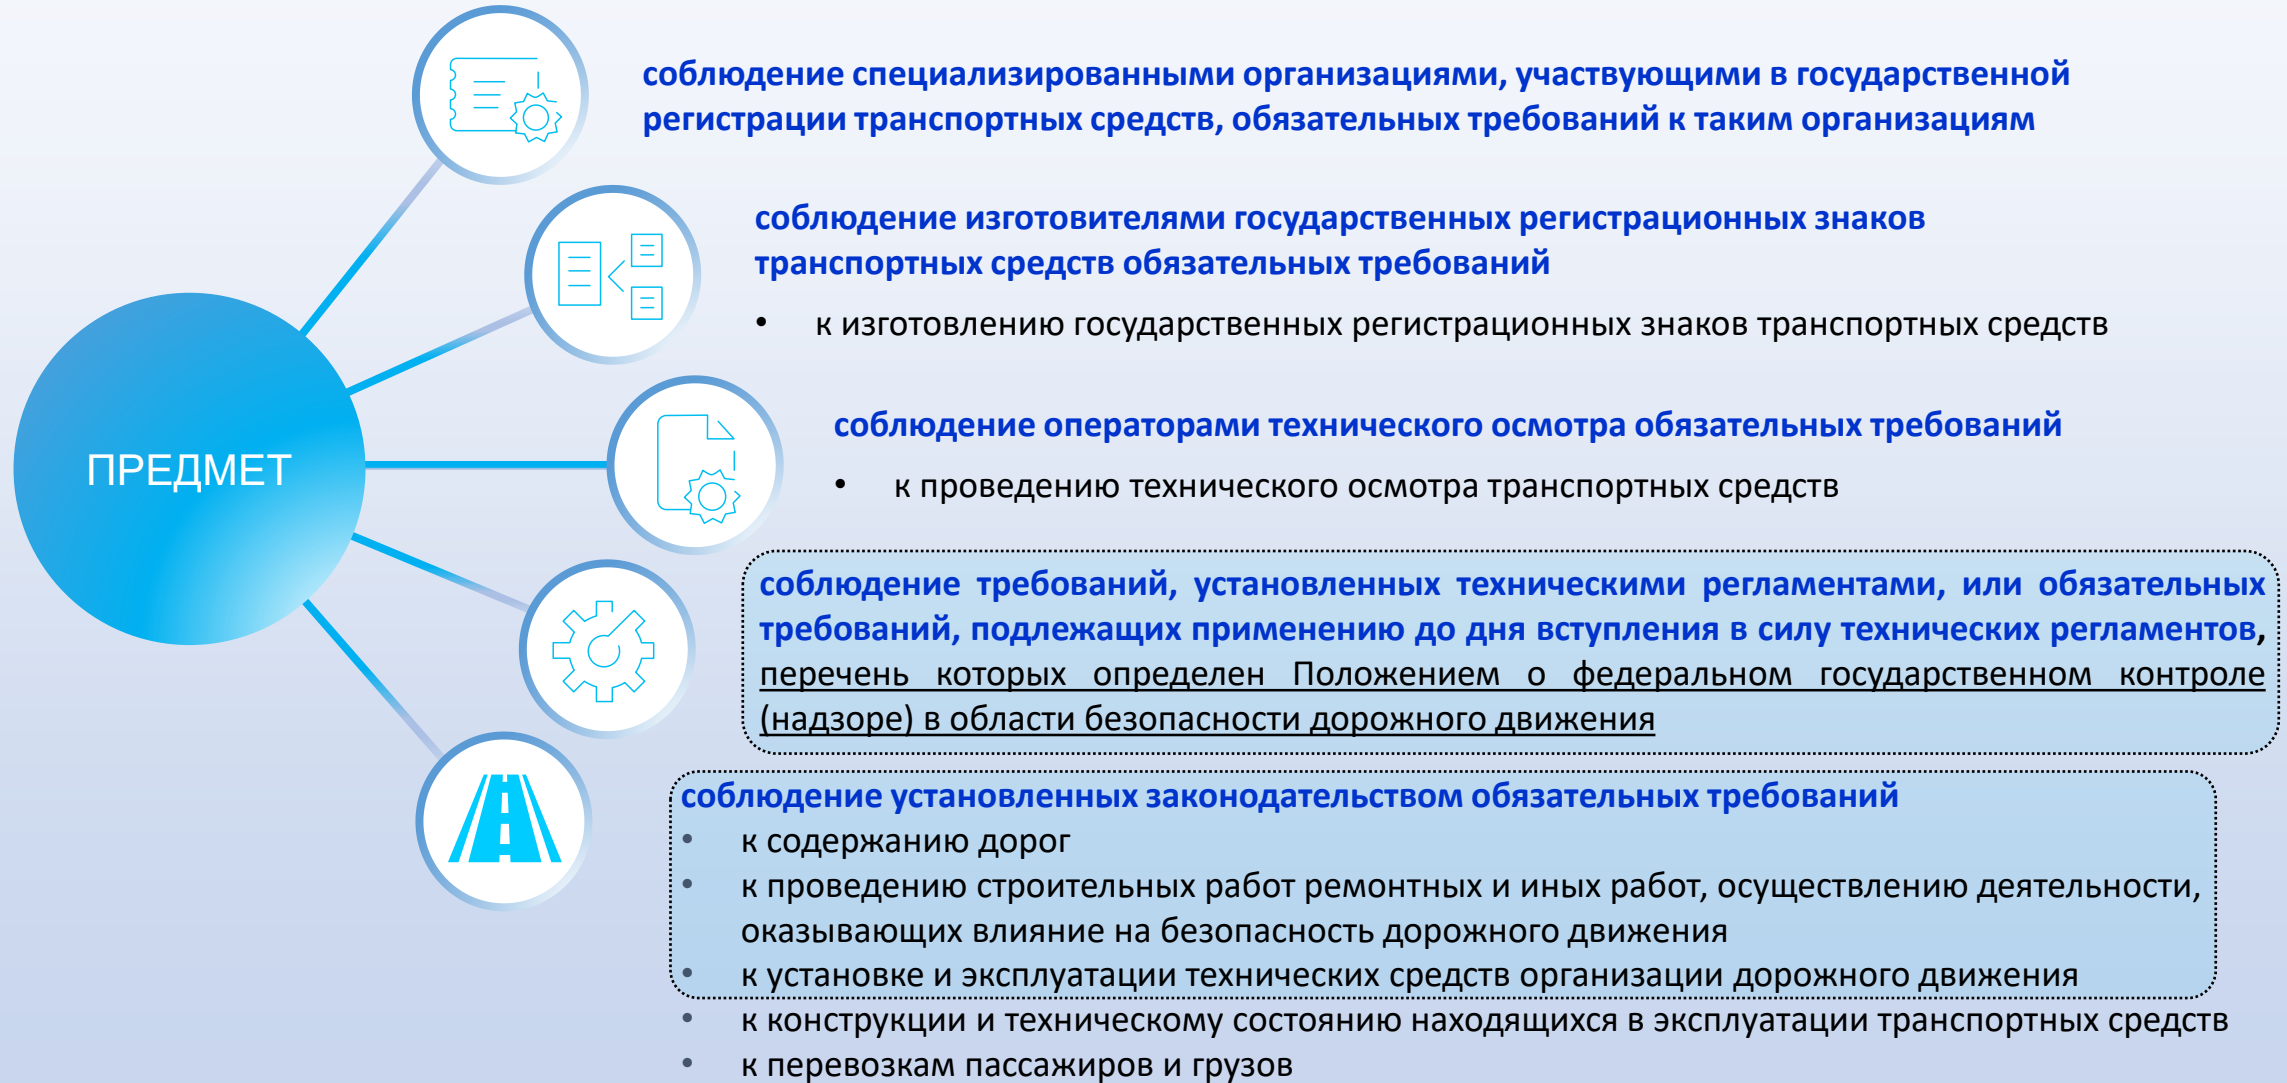 соблюдение специализированными организациями, участвующими в государственной
регистрации транспортных средств, обязательных требований к таким организациям
соблюдение изготовителями государственных регистрационных знаков
транспортных средств обязательных требований
• к изготовлению государственных регистрационных знаков транспортных средств
соблюдение операторами технического осмотра обязательных требований
ПРЕДМЕТ
• к проведению технического осмотра транспортных средств
соблюдение требований, установленных техническими регламентами, или обязательных
требований, подлежащих применению до дня вступления в силу технических регламентов,
перечень которых определен Положением о федеральном государственном контроле
(надзоре) в области безопасности дорожного движения
соблюдение установленных законодательством обязательных требований
• к содержанию дорог
• к проведению строительных работ ремонтных и иных работ, осуществлению деятельности,
оказывающих влияние на безопасность дорожного движения
• к установке и эксплуатации технических средств организации дорожного движения
• к конструкции и техническому состоянию находящихся в эксплуатации транспортных средств
• к перевозкам пассажиров и грузов